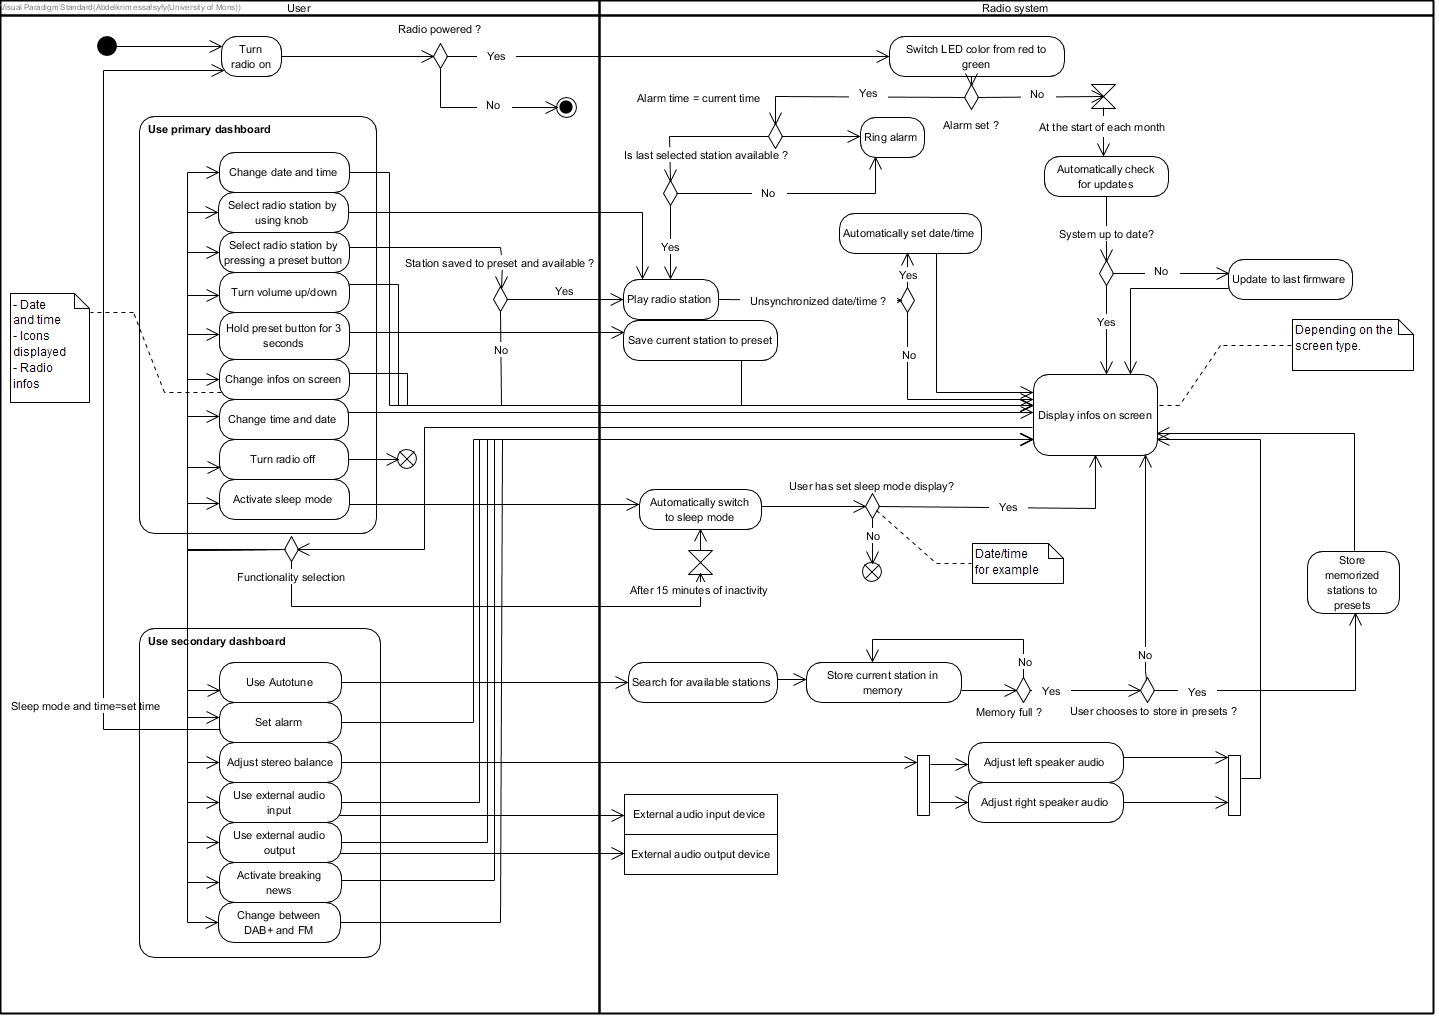 Visual Paradigm Standard(Abdelkrim essafsyfy(University of Mons))
User
Radio system
Turn
radio on
Radio powered ?
Yes
No
Switch LED color from red to
green
Alarm time = current time
Yes
No
Alarm set ?
At the start of each month
Ring alarm
Is last selected station available ?
No
Yes
Automatically check
for updates
System up to date?
No
Yes
Update to last firmware
Automatically set date/time
Yes
Unsynchronized date/time ?
No
Use primary dashboard
Change date and time
Select radio station by
using knob
Select radio station by
pressing a preset button
Turn volume up/down
Hold preset button for 3
seconds
Change infos on screen
Change time and date
Turn radio off
Activate sleep mode
Station saved to preset and available ?
Yes
No
Play radio station
Save current station to preset
- Date
and time
- Icons
displayed
- Radio
infos
Depending on the
screen type.
Display infos on screen
Functionality selection
Automatically switch
to sleep mode
After 15 minutes of inactivity
User has set sleep mode display?
Yes
No
Date/time
for example
Store
memorized
stations to
presets
Use secondary dashboard
Use Autotune
Set alarm
Adjust stereo balance
Use external audio
input
Use external audio
output
Activate breaking
news
Change between
DAB+ and FM
Sleep mode and time=set time
Search for available stations
Store current station in
memory
No
Memory full ?
Yes
No
User chooses to store in presets ?
Yes
Adjust left speaker audio
Adjust right speaker audio
External audio input device
External audio output device